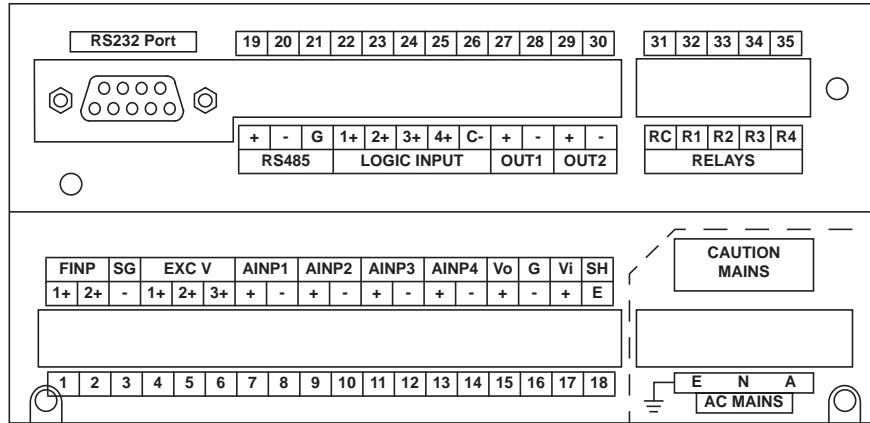 RS232 Port
19 20 21 22 23 24 25 26 27 28 29 30
31 32 33 34 35
+ - G 1+ 2+ 3+ 4+ C- + - + -
RS485 LOGIC INPUT OUT1 OUT2
RC R1 R2 R3 R4
RELAYS
CAUTION
MAINS
FINP SG EXC V AINP1 AINP2 AINP3 AINP4 Vo G Vi SH
1+ 2+ - 1+ 2+ 3+ + - + - + - + - + - + E
1 2 3 4 5 6 7 8 9 10 11 12 13 14 15 16 17 18
E N A
AC MAINS